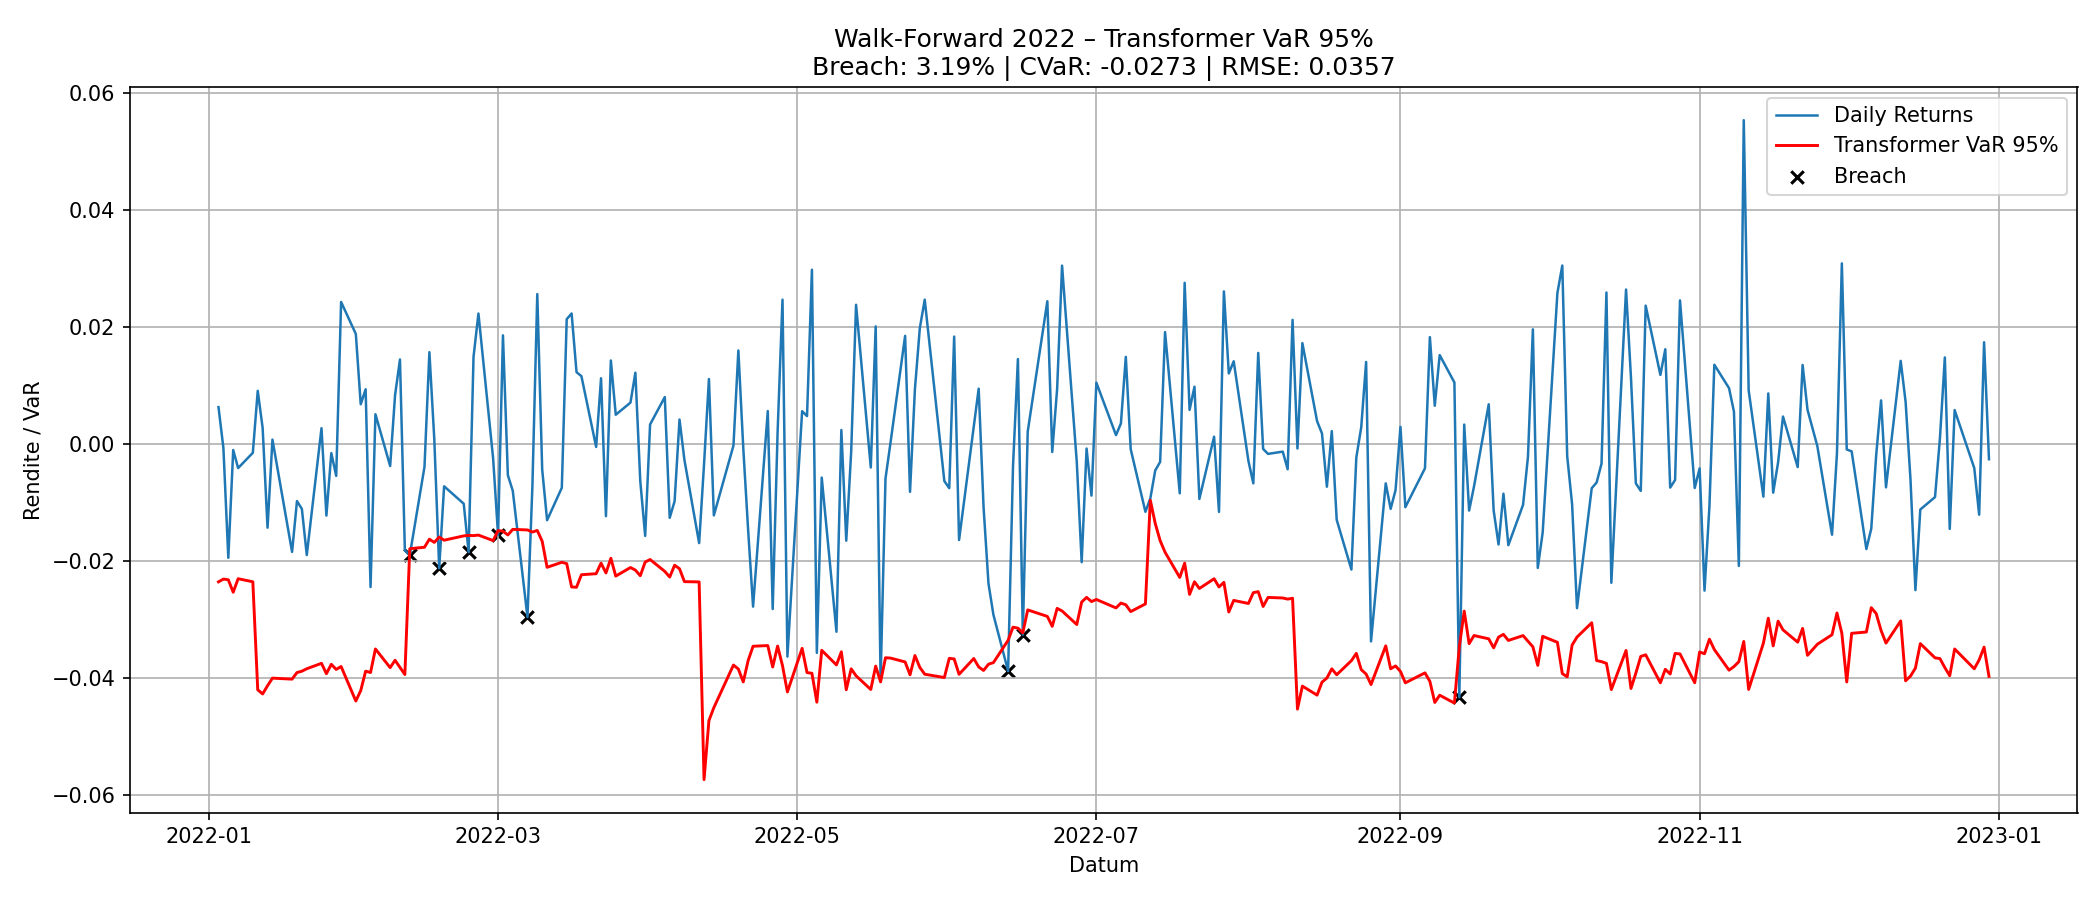 Walk-Forward 2022 – Transformer VaR 95%
Breach: 3.19% | CVaR: -0.0273 | RMSE: 0.0357
Daily Returns
Transformer VaR 95%
Breach
Rendite / VaR
0.06
0.04
0.02
0.00
−0.02
−0.04
−0.06
2022-01
2022-03
2022-05
2022-07
2022-09
2022-11
2023-01
Datum